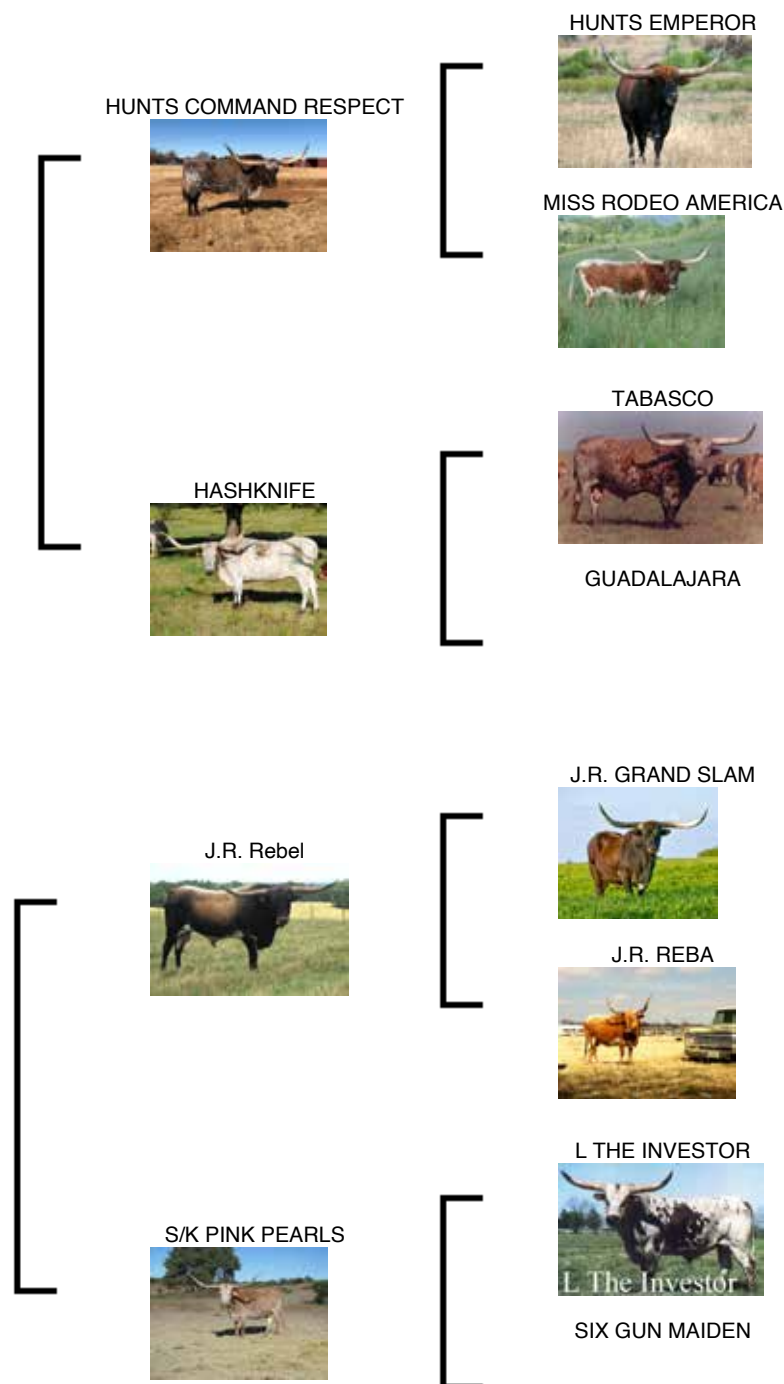 HUNTS EMPEROR
HUNTS COMMAND RESPECT
MISS RODEO AMERICA
TABASCO
HASHKNIFE
GUADALAJARA
J.R. GRAND SLAM
J.R. Rebel
J.R. REBA
L THE INVESTOR
L The Investor
S/K PINK PEARLS
SIX GUN MAIDEN